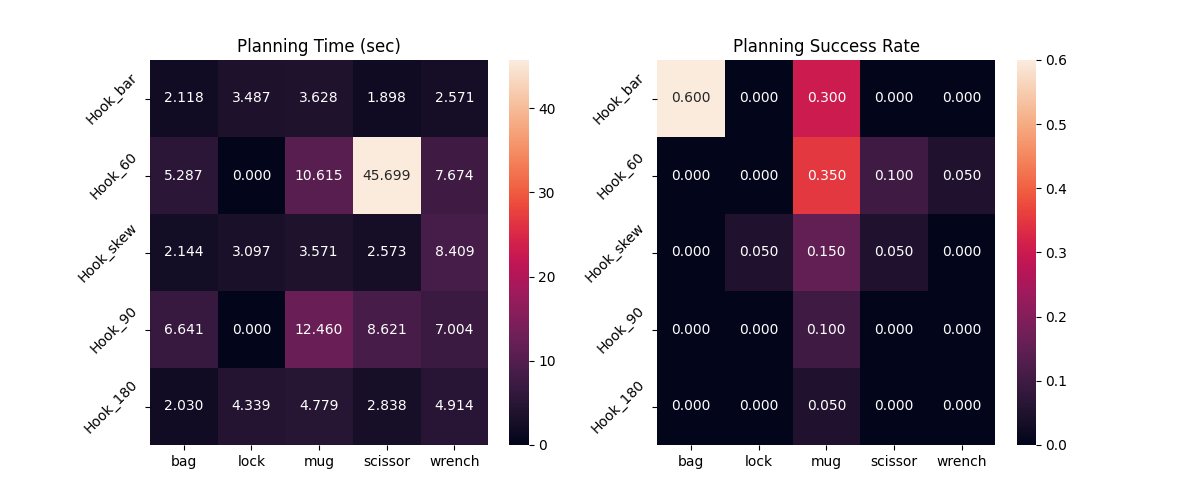 Planning Time (sec)
Hook_bar 2.118 3.487 3.628 1.898 2.571
Hook_60 5.287 0.000 10.615 45.699 7.674
Hook_skew 2.144 3.097 3.571 2.573 8.409
Hook_90 6.641 0.000 12.460 8.621 7.004
Hook_180 2.030 4.339 4.779 2.838 4.914
bag lock mug scissor wrench
40
30
20
10
0
Planning Success Rate
Hook_bar 0.600 0.000 0.300 0.000 0.000
Hook_60 0.000 0.000 0.350 0.100 0.050
Hook_skew 0.000 0.050 0.150 0.050 0.000
Hook_90 0.000 0.000 0.100 0.000 0.000
Hook_180 0.000 0.000 0.050 0.000 0.000
bag lock mug scissor wrench
0.6
0.5
0.4
0.3
0.2
0.1
0.0